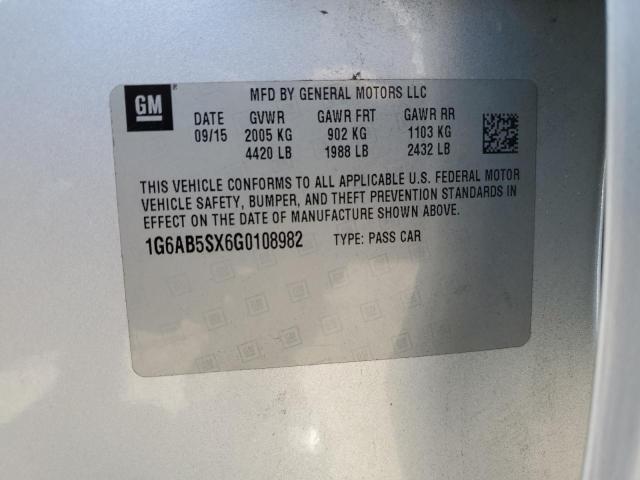 GM
MFD BY GENERAL MOTORS LLC
DATE GVWR GAWR FRT GAWR RR
09/15 2005 KG 902 KG 1103 KG
4420 LB 1988 LB 2432 LB
THIS VEHICLE CONFORMS TO ALL APPLICABLE U.S. FEDERAL MOTOR
VEHICLE SAFETY, BUMPER, AND THEFT PREVENTION STANDARDS IN
EFFECT ON THE DATE OF MANUFACTURE SHOWN ABOVE.
1G6AB5SX6G0108982 TYPE: PASS CAR